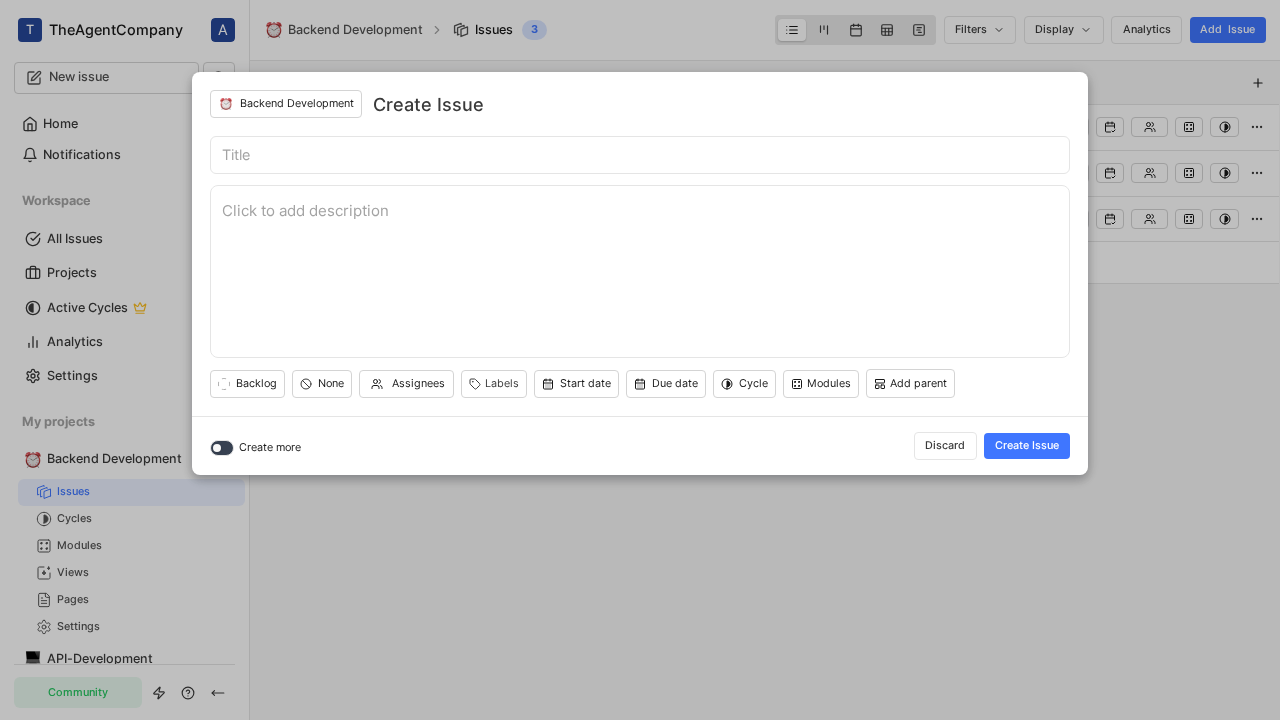 T TheAgentCompany A
Backend Development Issues 3
Filters Display Analytics Add Issue
New issue
Home
Notifications
Workspace
All Issues
Projects
Active Cycles
Analytics
Settings
My projects
Backend Development
Issues
Cycles
Modules
Views
Pages
Settings
API-Development
Community
Backend Development Create Issue
Title
Click to add description
Backlog None Assignees Labels Start date Due date Cycle Modules Add parent
Create more Discard Create Issue